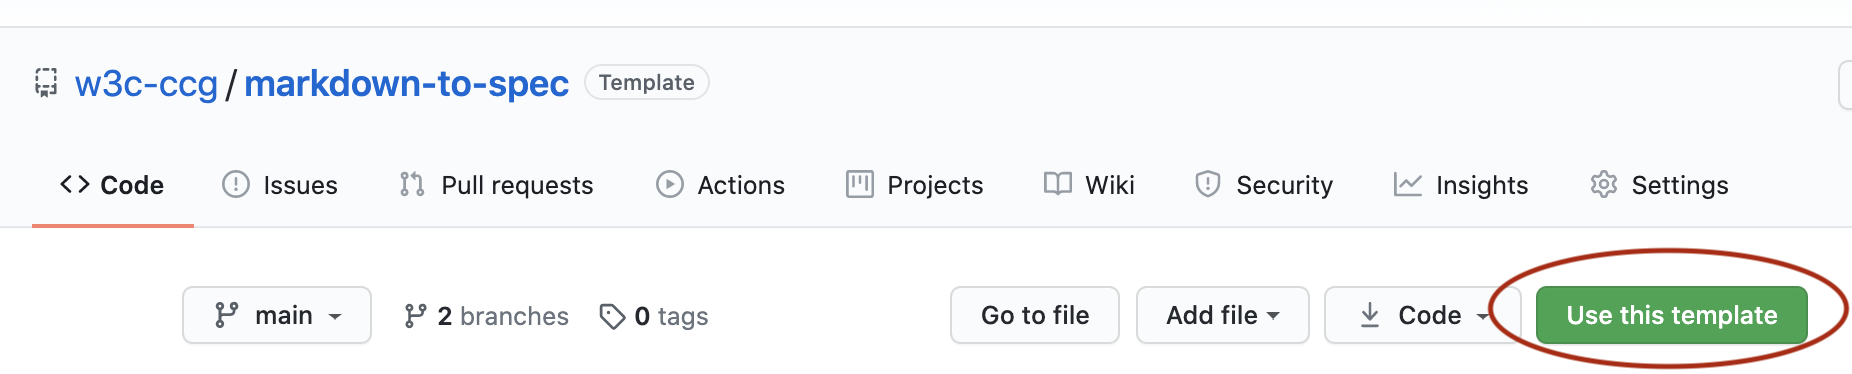 w3c-ccg / markdown-to-spec Template
Code Issues Pull requests Actions Projects Wiki Security Insights Settings
main 2 branches 0 tags Go to file Add file Code Use this template